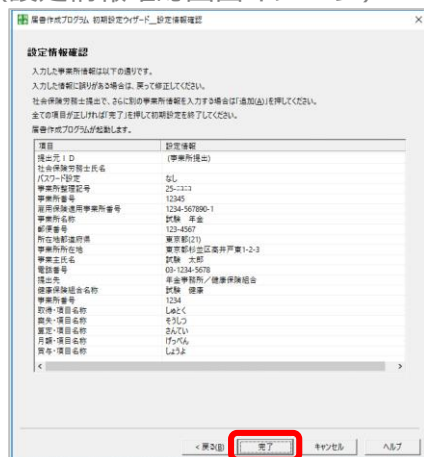 届書作成プログラム 初期設定ウィザード__設定情報確認
設定情報確認
入力した事業所情報は以下の通りです。
入力した情報に誤りがある場合は、戻って修正してください。
社会保険労務士提出で、さらに別の事業所情報を入力する場合は「追加(A)」を押してください。
全ての項目が正しければ「完了」を押して初期設定を終了してください。
届書作成プログラムが起動します。
項目 設定情報
提出元ID (事業所提出)
社会保険労務士氏名
パスワード設定 なし
事業所整理記号
事業所番号 12345
雇用保険適用事業所番号 1234-567890-1
事業所名称 試験 年金
郵便番号 123-4567
所在地都道府県 東京都(21)
事業所所在地 東京都杉並区高井戸東1-2-3
事業主氏名 試験 太郎
電話番号 03-1234-5678
提出先 年金事務所/健康保険組合
健康保険組合名称 試験 健康
事業所番号 1234
取得・項目名称 しゅとく
喪失・項目名称 そうしつ
算定・項目名称 さんてい
月額・項目名称 げつへん
賞与・項目名称 しょうよ
< 戻る(B) 完了 キャンセル ヘルプ